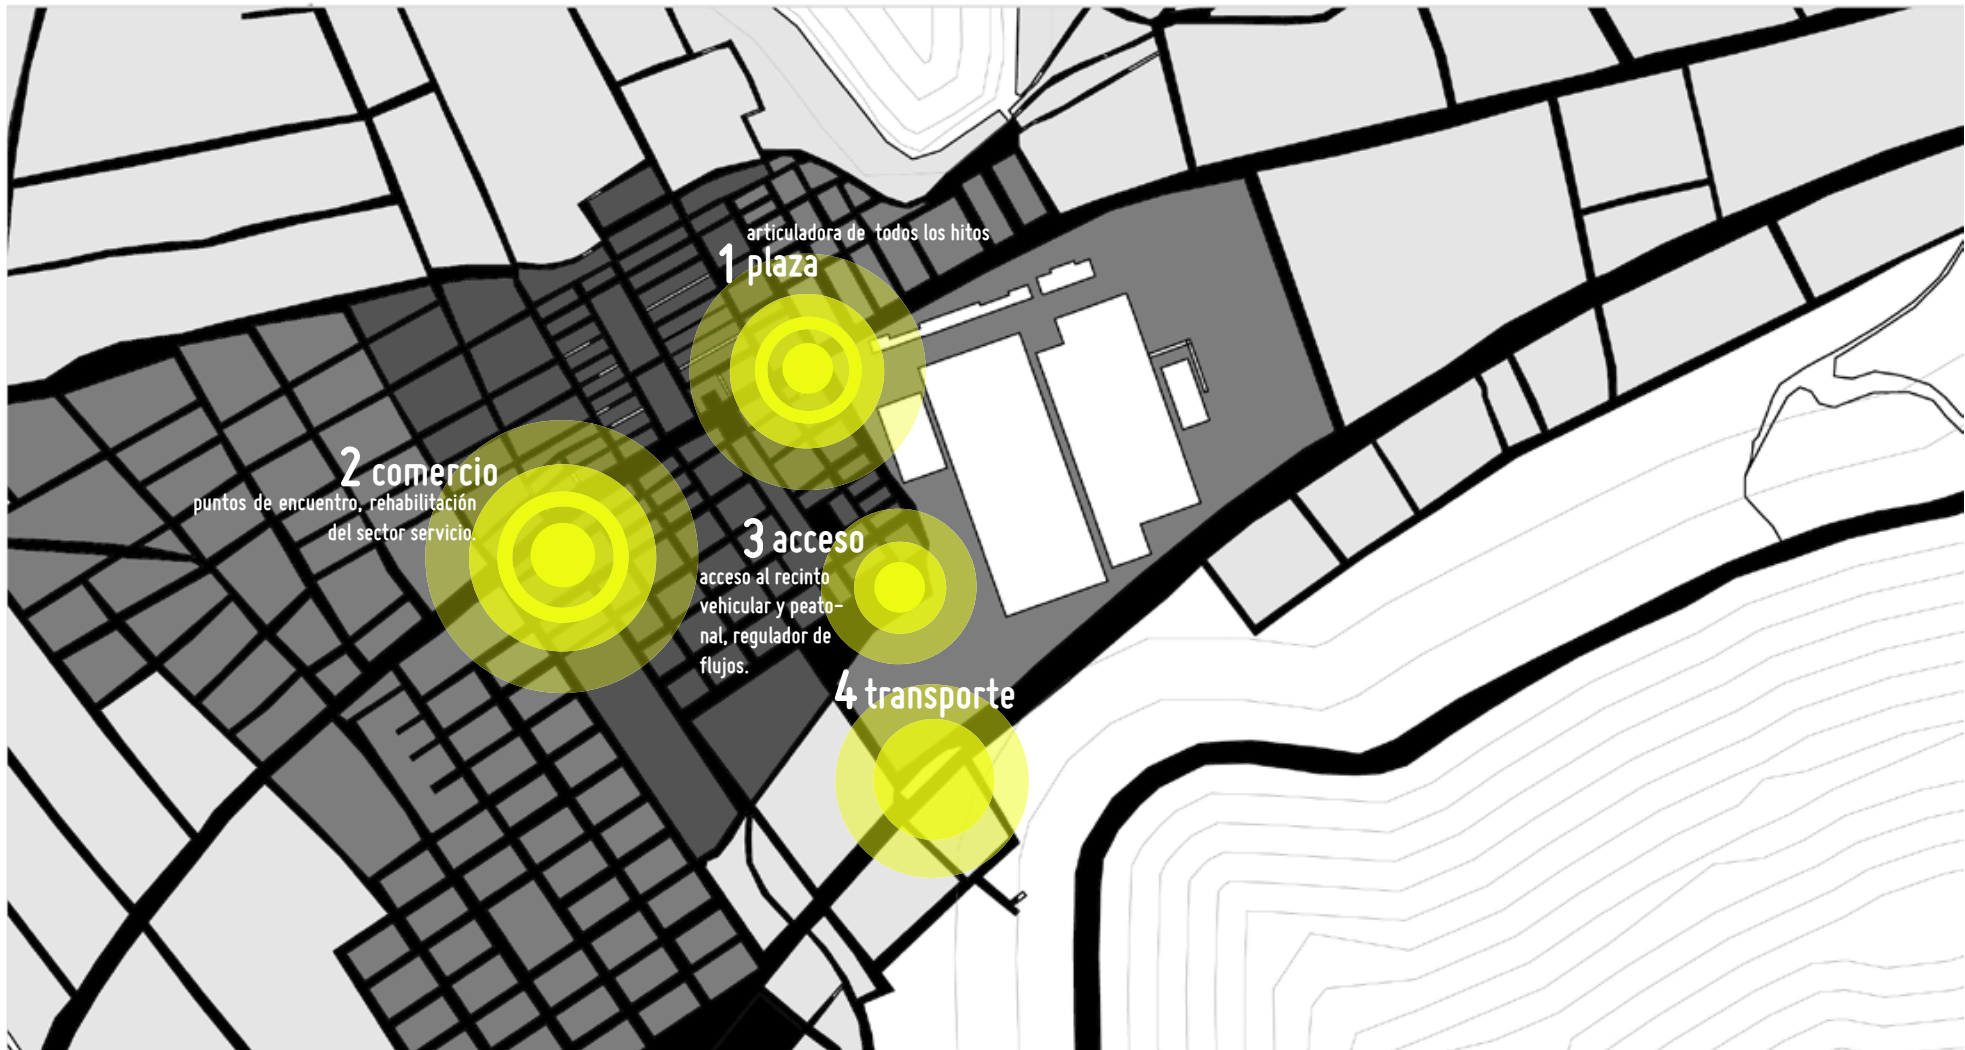 articuladora de todos los hitos
1 plaza
2 comercio
puntos de encuentro, rehabilitación
del sector servicio.
3 acceso
acceso al recinto
vehicular y peato-
nal, regulador de
flujos.
4 transporte